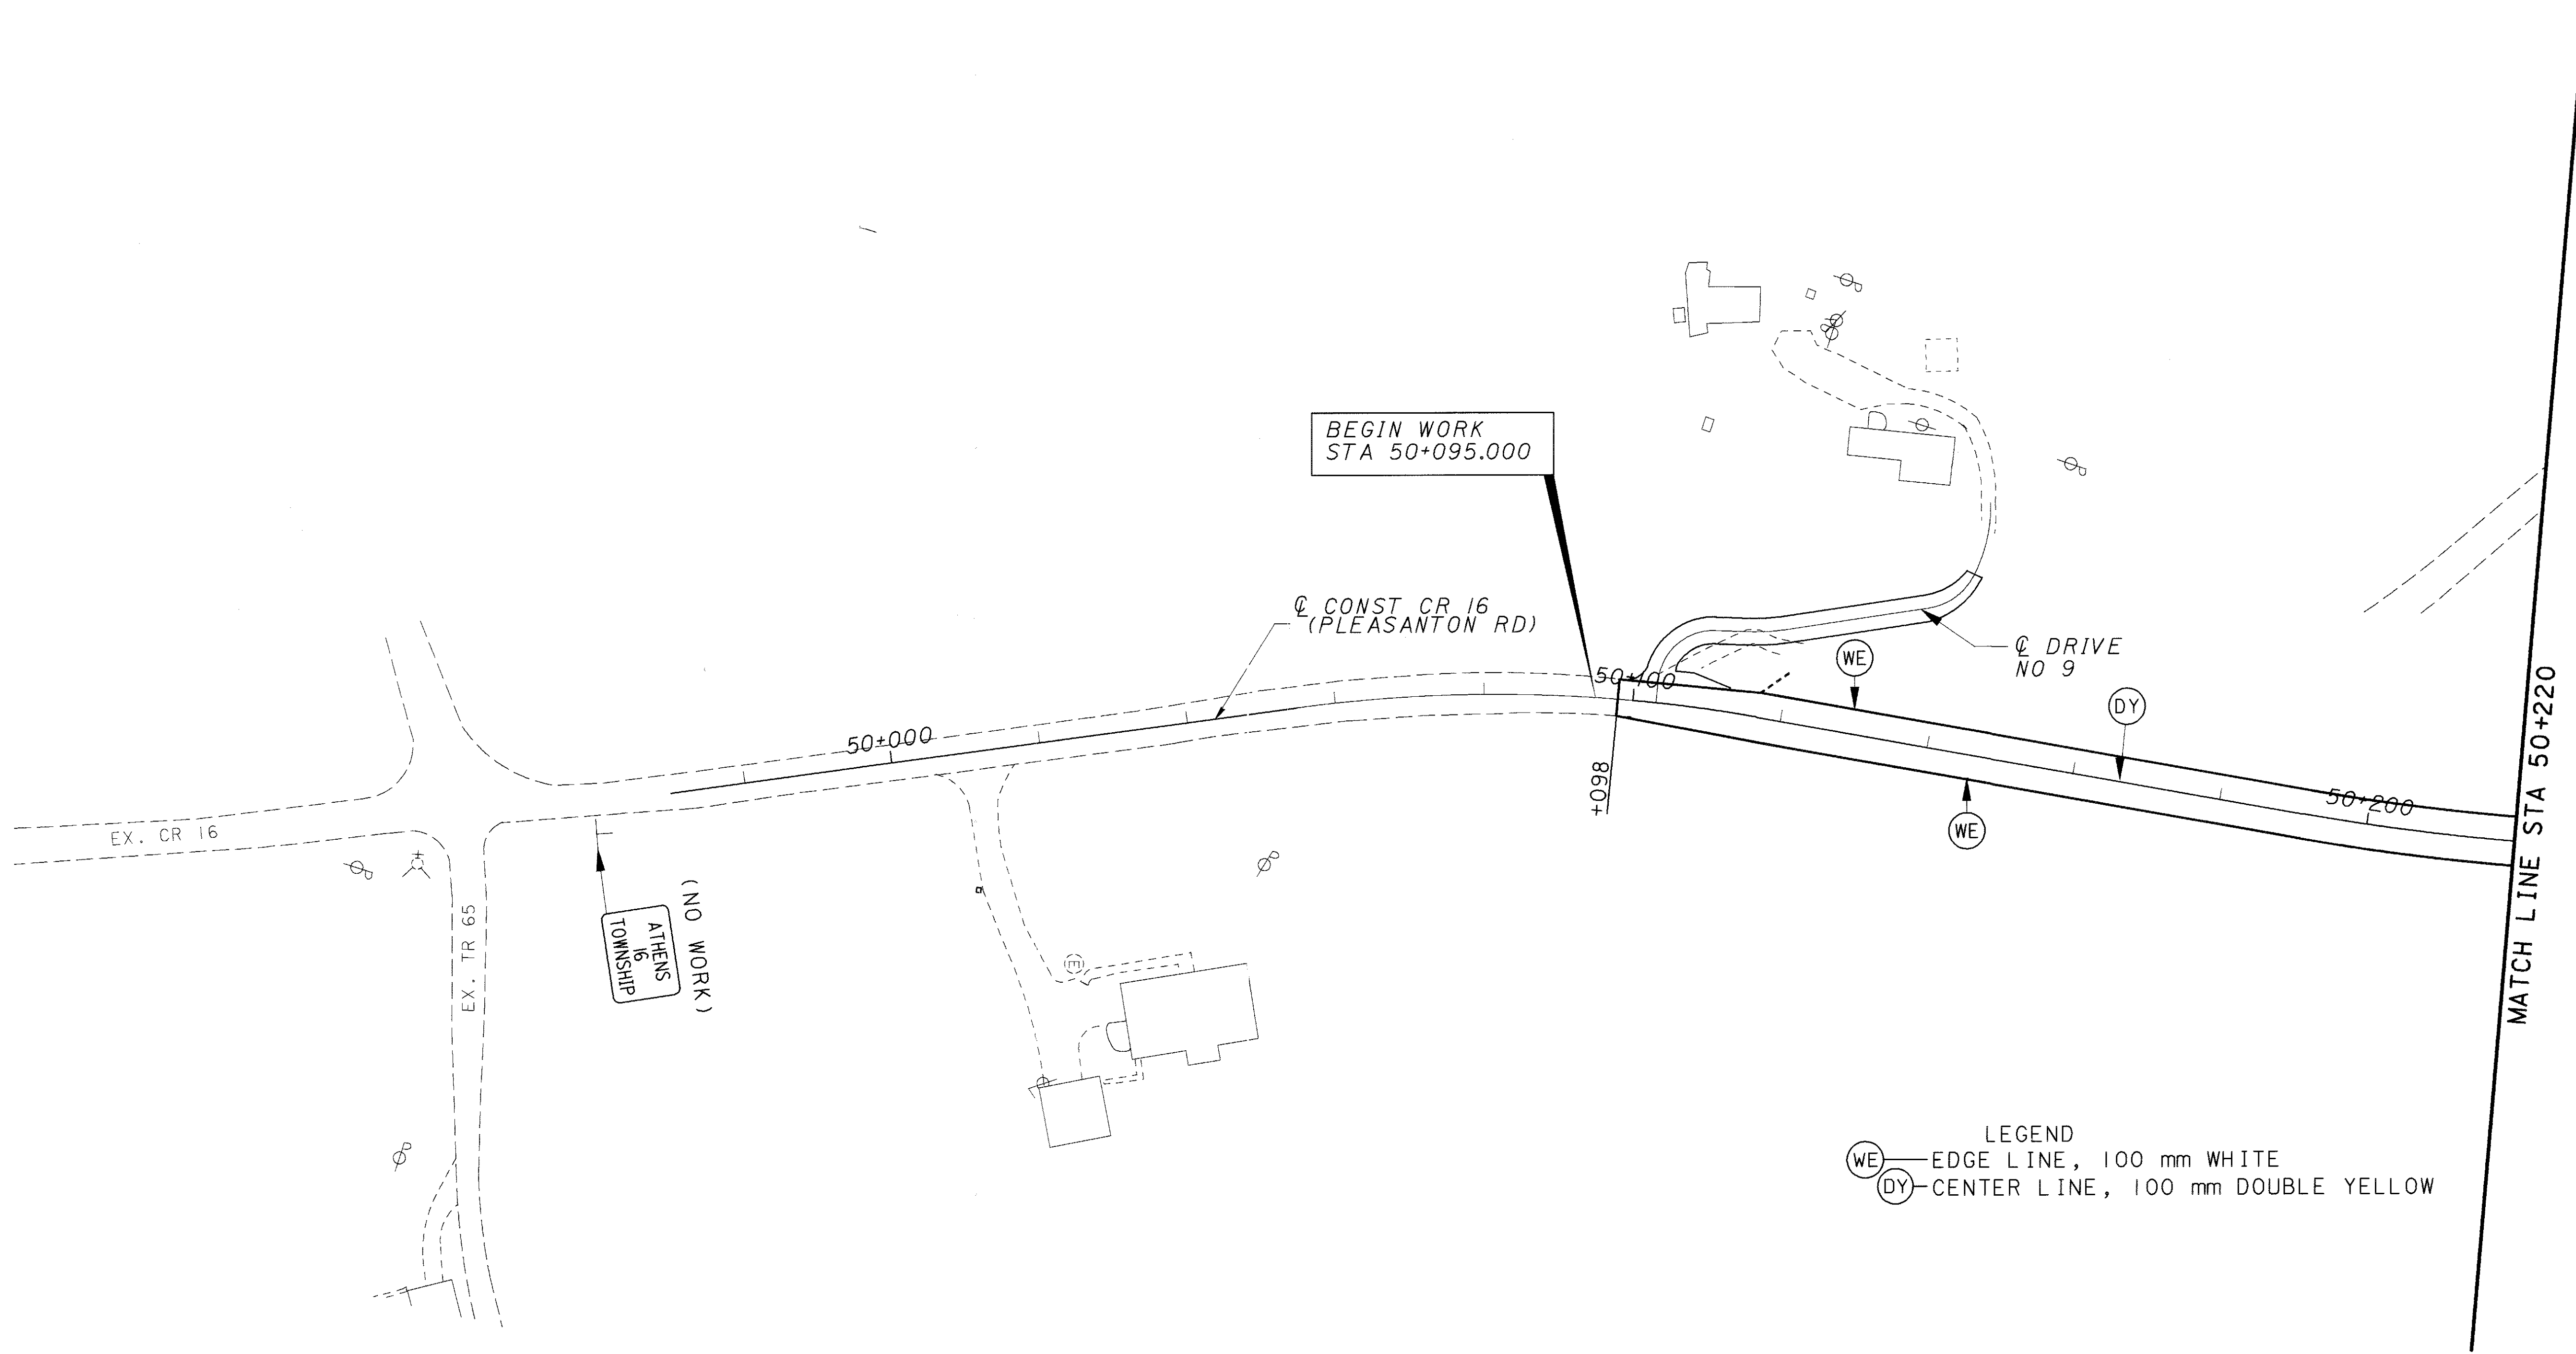 BEGIN WORK
STA 50+095.000
℄ CONST CR 16
(PLEASANTON RD)
℄ DRIVE
NO 9
WE
DY
50+100
50+000
50+200
+098
WE
EX. CR 16
EX. TR 65
ATHENS
16
TOWNSHIP
(NO WORK)
E
MATCH LINE STA 50+220
LEGEND
WE EDGE LINE, 100 mm WHITE
DY CENTER LINE, 100 mm DOUBLE YELLOW